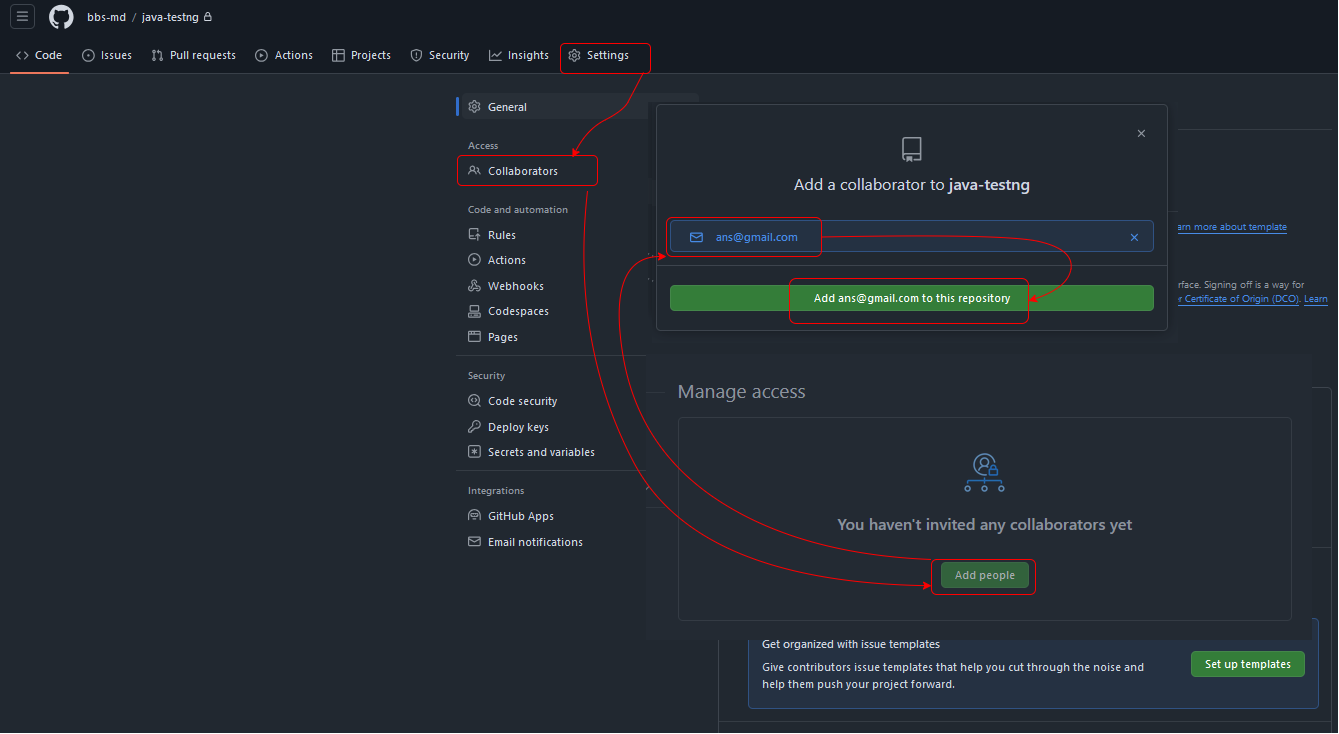 bbs-md / java-testng
Code Issues Pull requests Actions Projects Security Insights Settings
General
Access
Collaborators
Code and automation
Rules
Actions
Webhooks
Codespaces
Pages
Security
Code security
Deploy keys
Secrets and variables
Integrations
GitHub Apps
Email notifications
Add a collaborator to java-testng
ans@gmail.com
Add ans@gmail.com to this repository
more about template
Signing off is a way for
Certificate of Origin (DCO). Learn
Manage access
You haven't invited any collaborators yet
Add people
Get organized with issue templates
Give contributors issue templates that help you cut through the noise and
help them push your project forward.
Set up templates